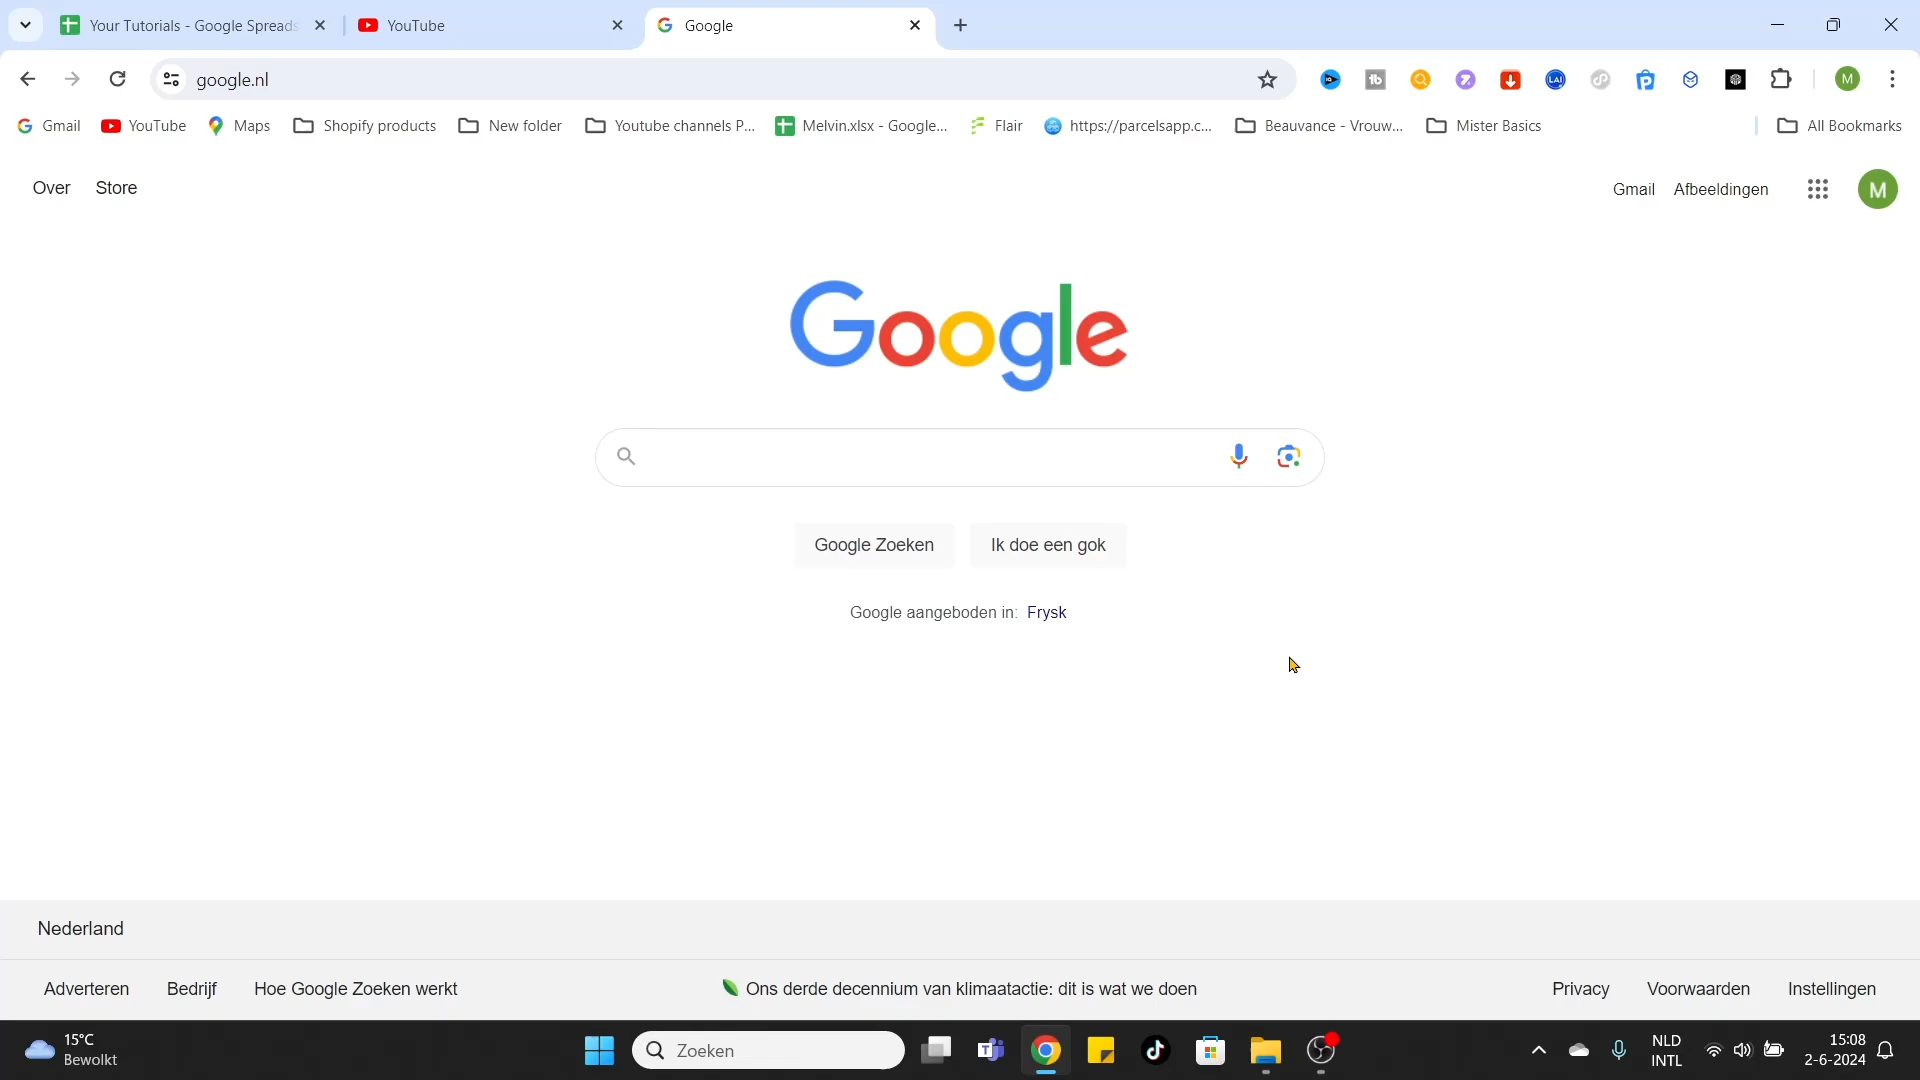 Your Tutorials - Google Spreads
YouTube
Google
google.nl
Gmail
YouTube
Maps
Shopify products
New folder
Youtube channels P...
Melvin.xlsx - Google...
Flair
https://parcelsapp.c...
Beauvance - Vrouw...
Mister Basics
All Bookmarks
Over
Store
Gmail
Afbeeldingen
M
M
Google
Google Zoeken
Ik doe een gok
Google aangeboden in: Frysk
Nederland
Adverteren
Bedrijf
Hoe Google Zoeken werkt
Ons derde decennium van klimaatactie: dit is wat we doen
Privacy
Voorwaarden
Instellingen
15°C
Bewolkt
Zoeken
NLD
INTL
15:08
2-6-2024